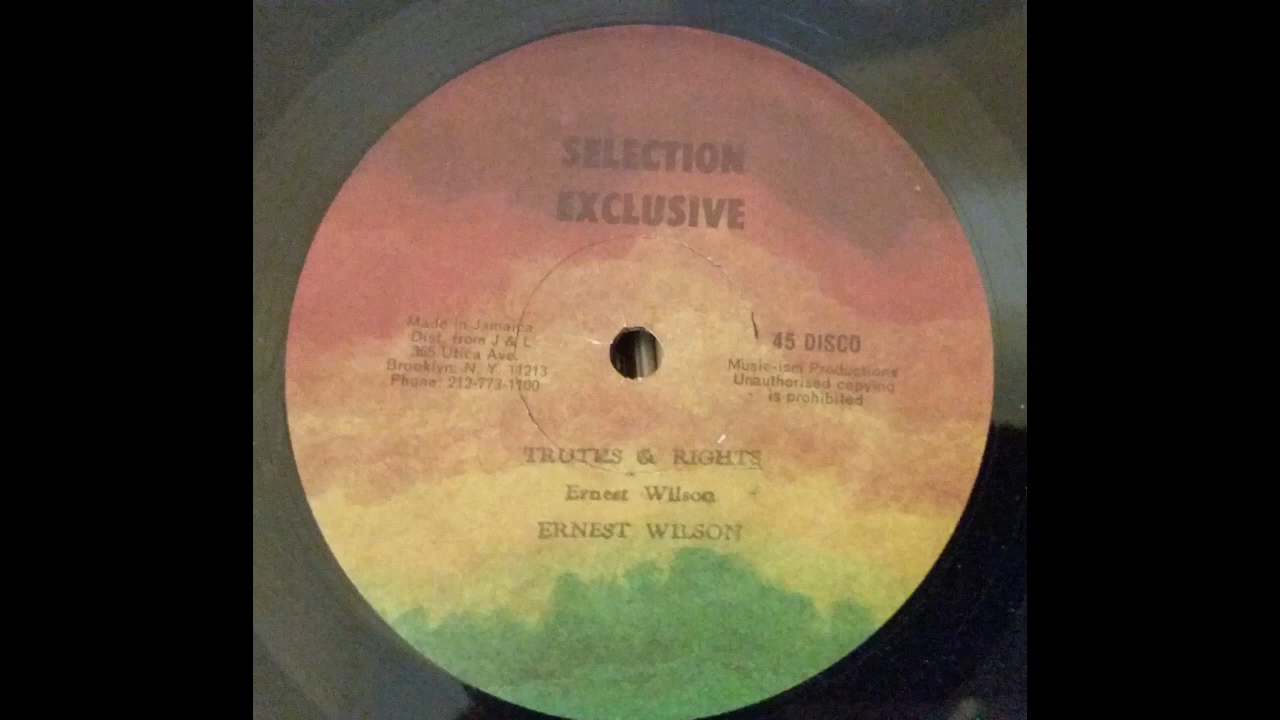 SELECTION
EXCLUSIVE
Made in Jamaica
Dist. from J & L
365 Utica Ave.
Brooklyn, N. Y. 11213
Phone: 212-773-1100
45 DISCO
Music-ism Productions
Unauthorised copying
is prohibited
TRUTHS & RIGHTS
Ernest Wilson
ERNEST WILSON